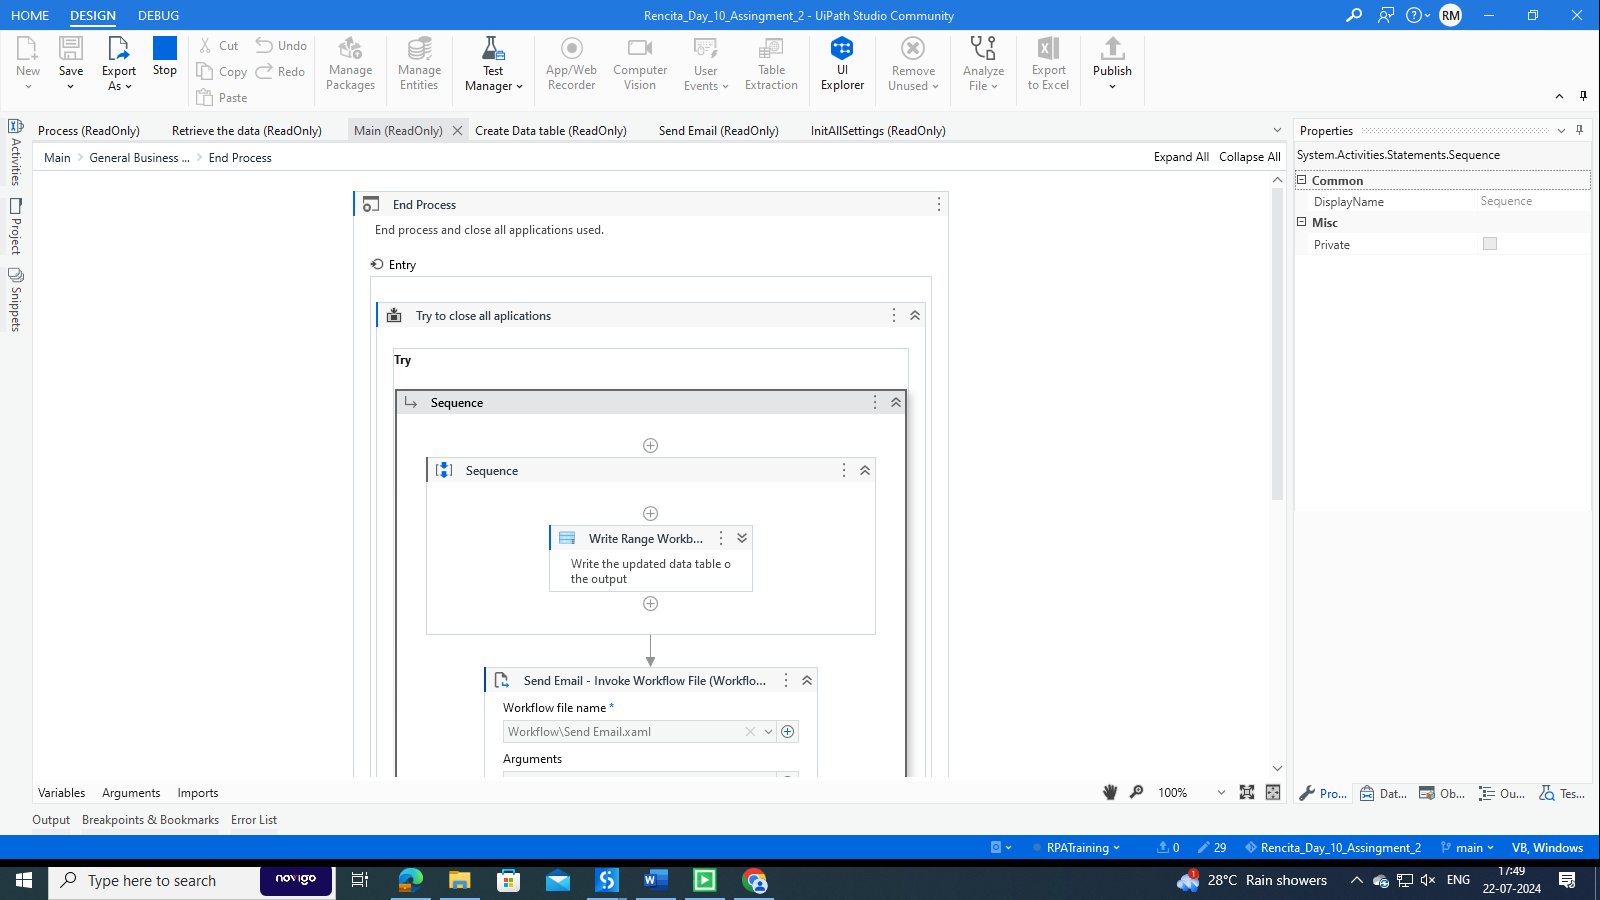 HOME DESIGN DEBUG
Rencita_Day_10_Assingment_2 - UiPath Studio Community
RM
New
Save
Export As
Stop
Cut
Copy
Paste
Undo
Redo
Manage Packages
Manage Entities
Test Manager
App/Web Recorder
Computer Vision
User Events
Table Extraction
UI Explorer
Remove Unused
Analyze File
Export to Excel
Publish
Process (ReadOnly)
Retrieve the data (ReadOnly)
Main (ReadOnly)
Create Data table (ReadOnly)
Send Email (ReadOnly)
InitAllSettings (ReadOnly)
Activities
Project
Snippets
Main > General Business ... > End Process
Expand All Collapse All
End Process
End process and close all applications used.
Entry
Try to close all aplications
Try
Sequence
Sequence
Write Range Workb...
Write the updated data table o
the output
Send Email - Invoke Workflow File (Workflo...
Workflow file name *
Workflow\Send Email.xaml
Arguments
Properties
System.Activities.Statements.Sequence
Common
DisplayName Sequence
Misc
Private
Variables Arguments Imports
100%
Pro... Dat... Ob... Ou... Tes...
Output Breakpoints & Bookmarks Error List
RPATraining 0 29 Rencita_Day_10_Assingment_2 main VB, Windows
Type here to search
novigo
1
28°C Rain showers
ENG
17:49
22-07-2024